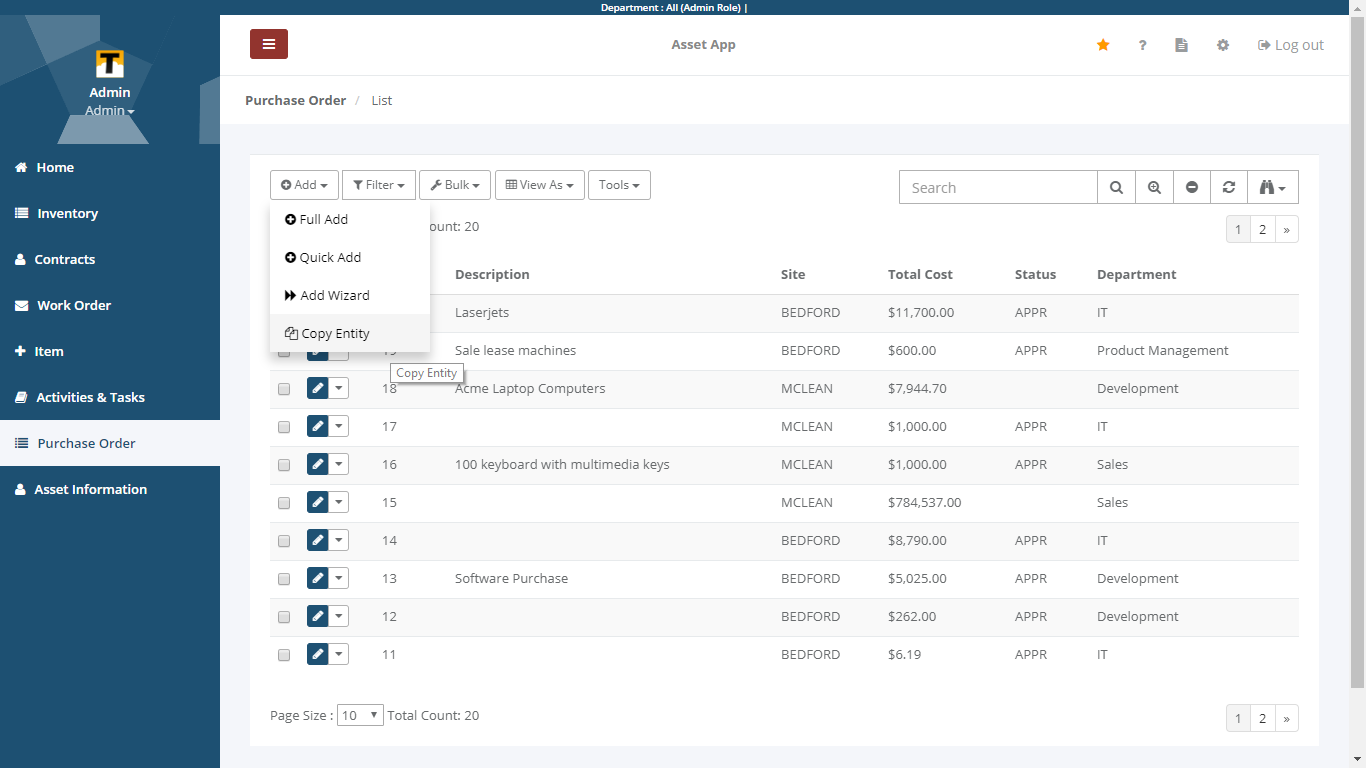 Department : All (Admin Role) |
T
Admin
Admin
Asset App
?
Log out
Purchase Order / List
Home
Inventory
Contracts
Work Order
Item
Activities & Tasks
Purchase Order
Asset Information
Add Filter Bulk View As Tools
Search
Full Add
Quick Add
Add Wizard
Copy Entity
Copy Entity
ount: 20
1 2 »
Description Site Total Cost Status Department
Laserjets BEDFORD $11,700.00 APPR IT
19 Sale lease machines BEDFORD $600.00 APPR Product Management
18 Acme Laptop Computers MCLEAN $7,944.70 APPR Development
17 MCLEAN $1,000.00 APPR IT
16 100 keyboard with multimedia keys MCLEAN $1,000.00 APPR Sales
15 MCLEAN $784,537.00 APPR Sales
14 BEDFORD $8,790.00 APPR IT
13 Software Purchase BEDFORD $5,025.00 APPR Development
12 BEDFORD $262.00 APPR Development
11 BEDFORD $6.19 APPR IT
Page Size : 10 Total Count: 20
1 2 »